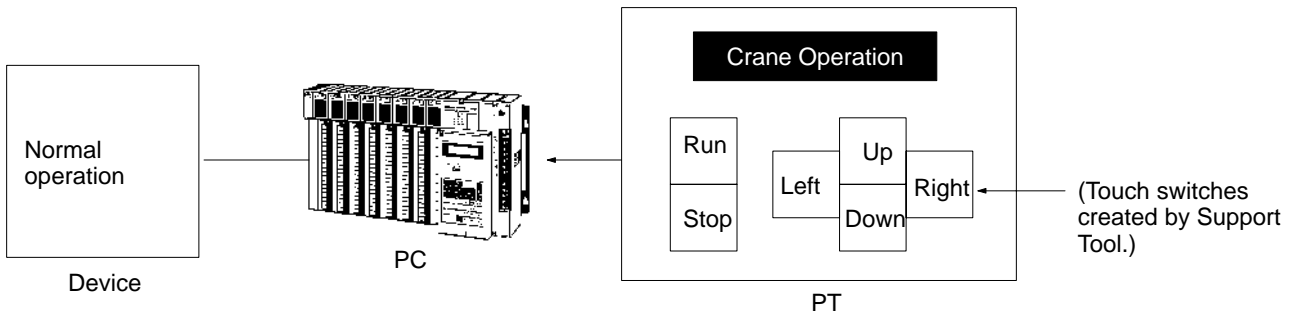 Crane Operation
Normal
operation
Run
Stop
Left
Up
Down
Right
(Touch switches
created by Support
Tool.)
Device
PC
PT